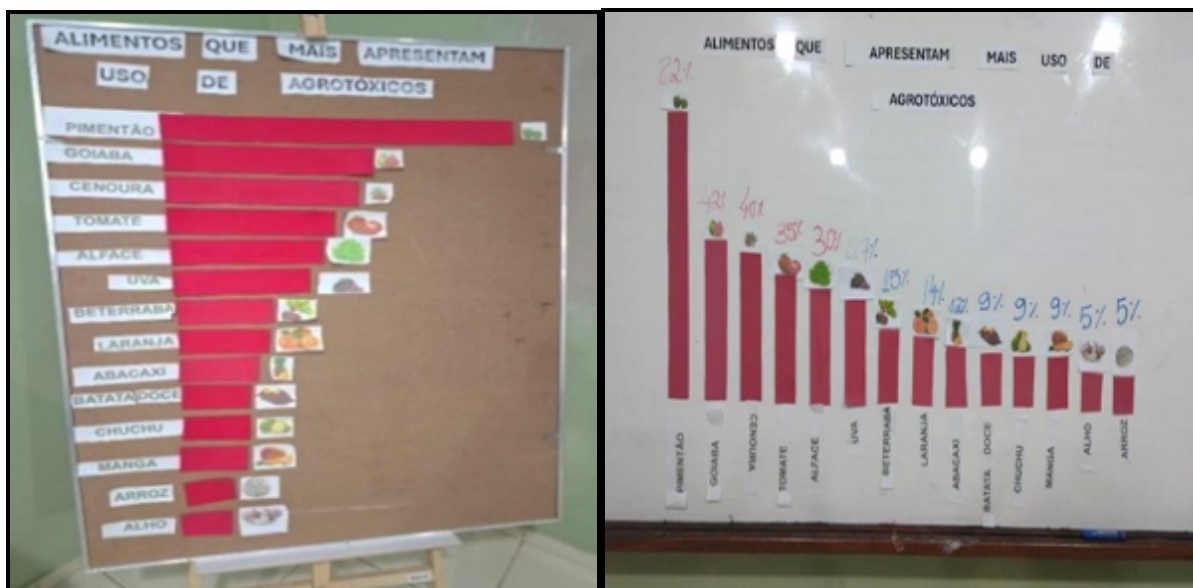 ALIMENTOS QUE MAIS APRESENTAM
USO DE AGROTÓXICOS
PIMENTÃO
GOIABA
CENOURA
TOMATE
ALFACE
UVA
BETERRABA
LARANJA
ABACAXI
BATATA DOCE
CHUCHU
MANGA
ARROZ
ALHO
ALIMENTOS QUE APRESENTAM MAIS USO DE
AGROTÓXICOS
42% 40% 35% 30% 15% 14% 9% 9% 9% 5% 5%
PIMENTÃO
GOIABA
CENOURA
TOMATE
ALFACE
UVA
BETERRABA
LARANJA
ABACAXI
BATATA DOCE
CHUCHU
MANGA
ALHO
ARROZ